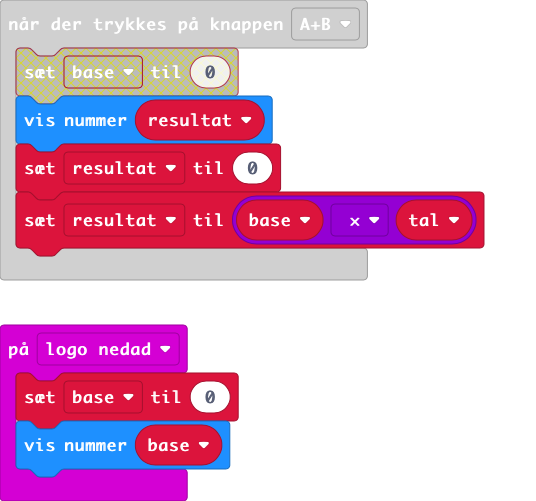 når der trykkes på knappen A+B
sæt base til 0
vis nummer resultat
sæt resultat til 0
sæt resultat til base × tal
på logo nedad
sæt base til 0
vis nummer base